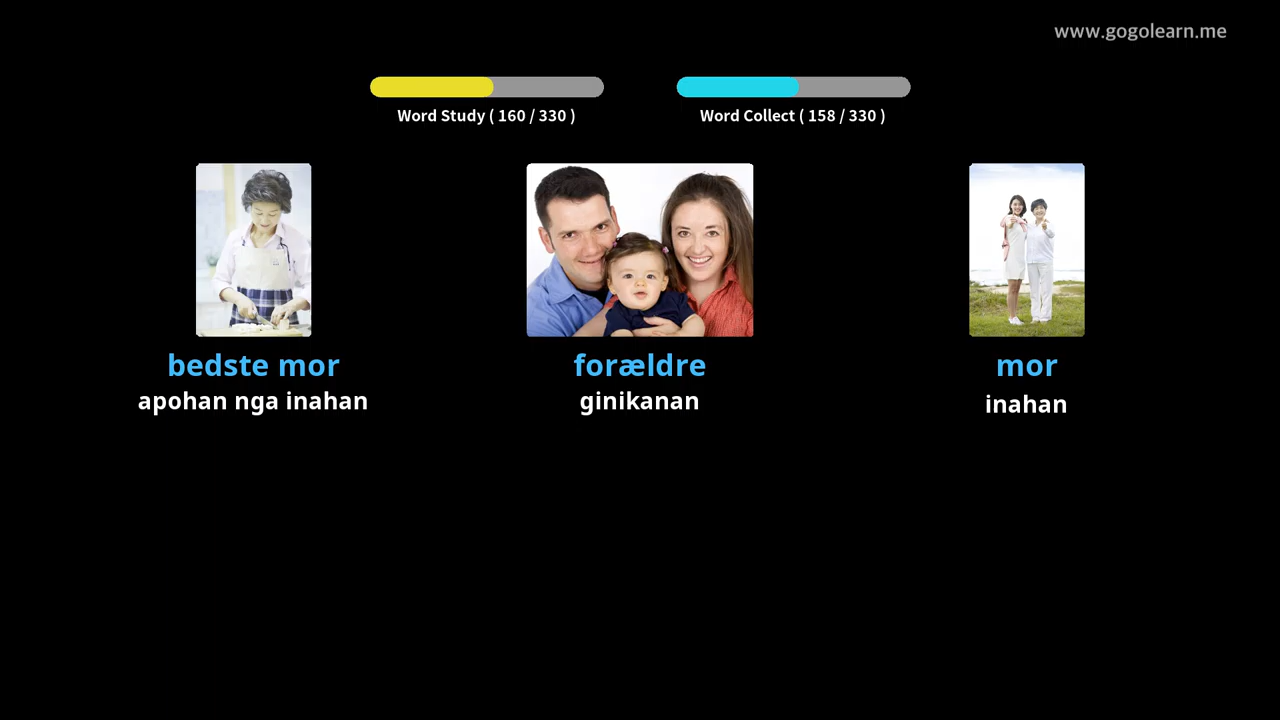 www.gogolearn.me
Word Study ( 160 / 330 )
Word Collect ( 158 / 330 )
bedste mor
apohan nga inahan
forældre
ginikanan
mor
inahan